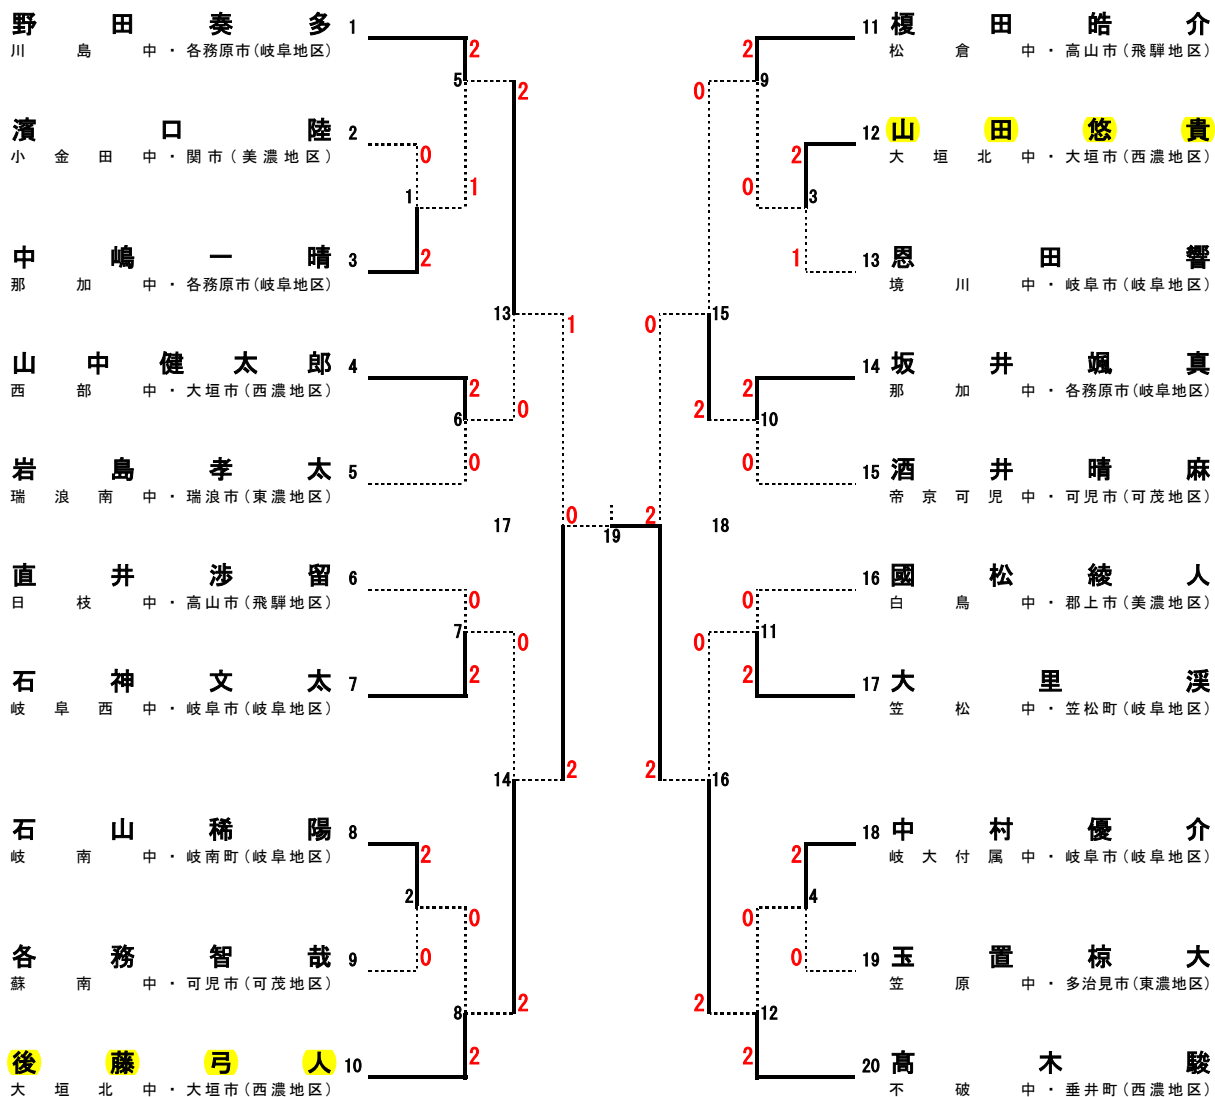 野田奏多 1
川島中・各務原市(岐阜地区)
2
5
2
濱口陸 2
小金田中・関市(美濃地区)
0
1
1
中嶋一晴 3
那加中・各務原市(岐阜地区)
2
13
1
山中健太郎 4
西部中・大垣市(西濃地区)
2
6
0
岩島孝太 5
瑞浪南中・瑞浪市(東濃地区)
0
17
0
直井渉留 6
日枝中・高山市(飛騨地区)
0
7
0
石神文太 7
岐阜西中・岐阜市(岐阜地区)
2
14
2
石山稀陽 8
岐南中・岐南町(岐阜地区)
2
2
0
各務智哉 9
蘇南中・可児市(可茂地区)
0
8
2
後藤弓人 10
大垣北中・大垣市(西濃地区)
2
19
11 榎田皓介
松倉中・高山市(飛騨地区)
2
9
0
12 山田悠貴
大垣北中・大垣市(西濃地区)
2
0
3
13 恩田響
境川中・岐阜市(岐阜地区)
1
15
0
14 坂井颯真
那加中・各務原市(岐阜地区)
2
10
2
15 酒井晴麻
帝京可児中・可児市(可茂地区)
0
18
2
16 國松綾人
白鳥中・郡上市(美濃地区)
0
11
0
17 大里渓
笠松中・笠松町(岐阜地区)
2
16
2
18 中村優介
岐大付属中・岐阜市(岐阜地区)
2
4
0
19 玉置椋大
笠原中・多治見市(東濃地区)
0
12
2
20 髙木駿
不破中・垂井町(西濃地区)
2